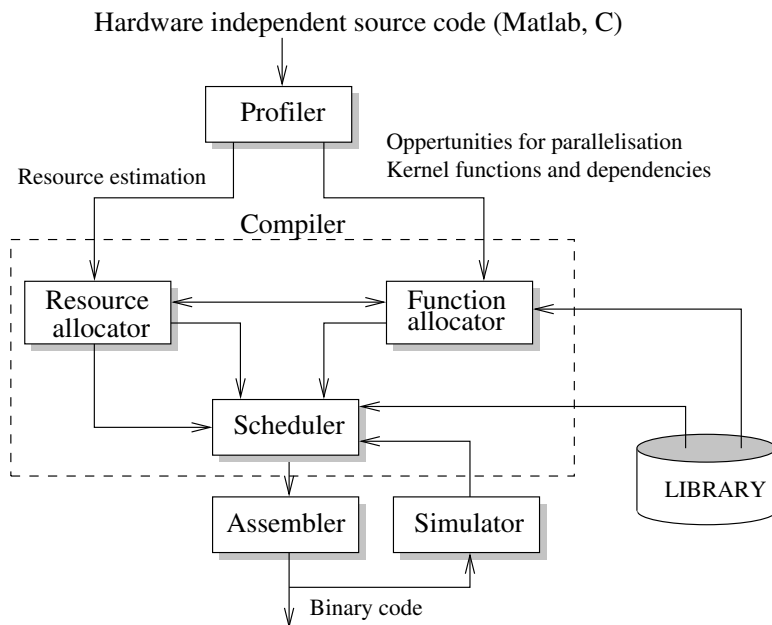 Hardware independent source code (Matlab, C)
Profiler
Oppertunities for parallelisation
Kernel functions and dependencies
Resource estimation
Compiler
Resource
allocator
Function
allocator
Scheduler
LIBRARY
Assembler
Simulator
Binary code